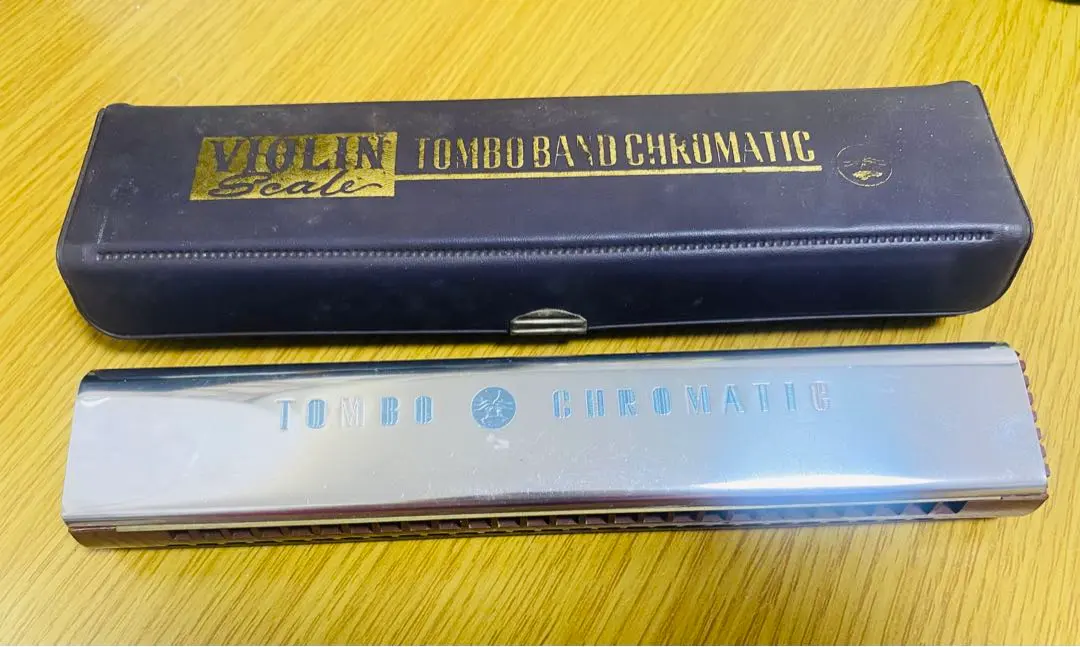 VIOLIN
Scale
TOMBO BAND CHROMATIC
TOMBO CHROMATIC